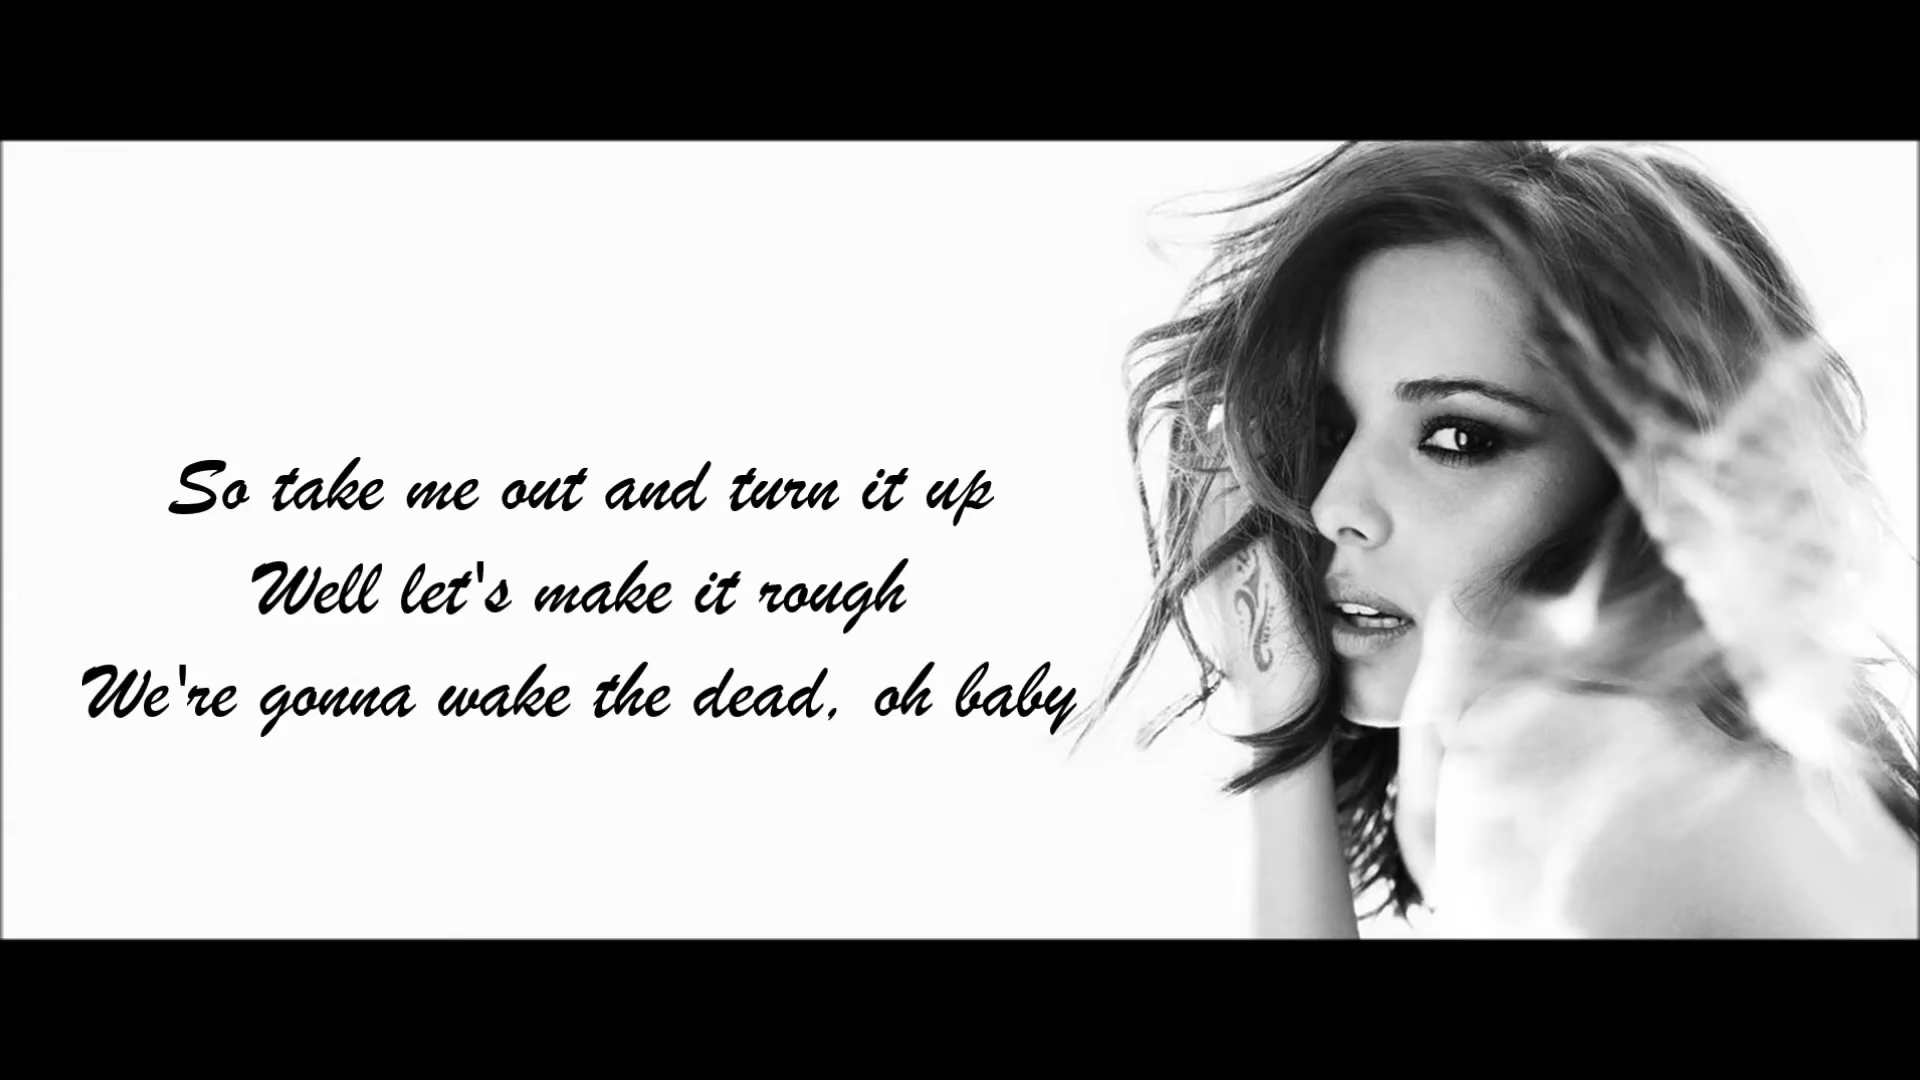 So take me out and turn it up
Well let's make it rough
We're gonna wake the dead, oh baby